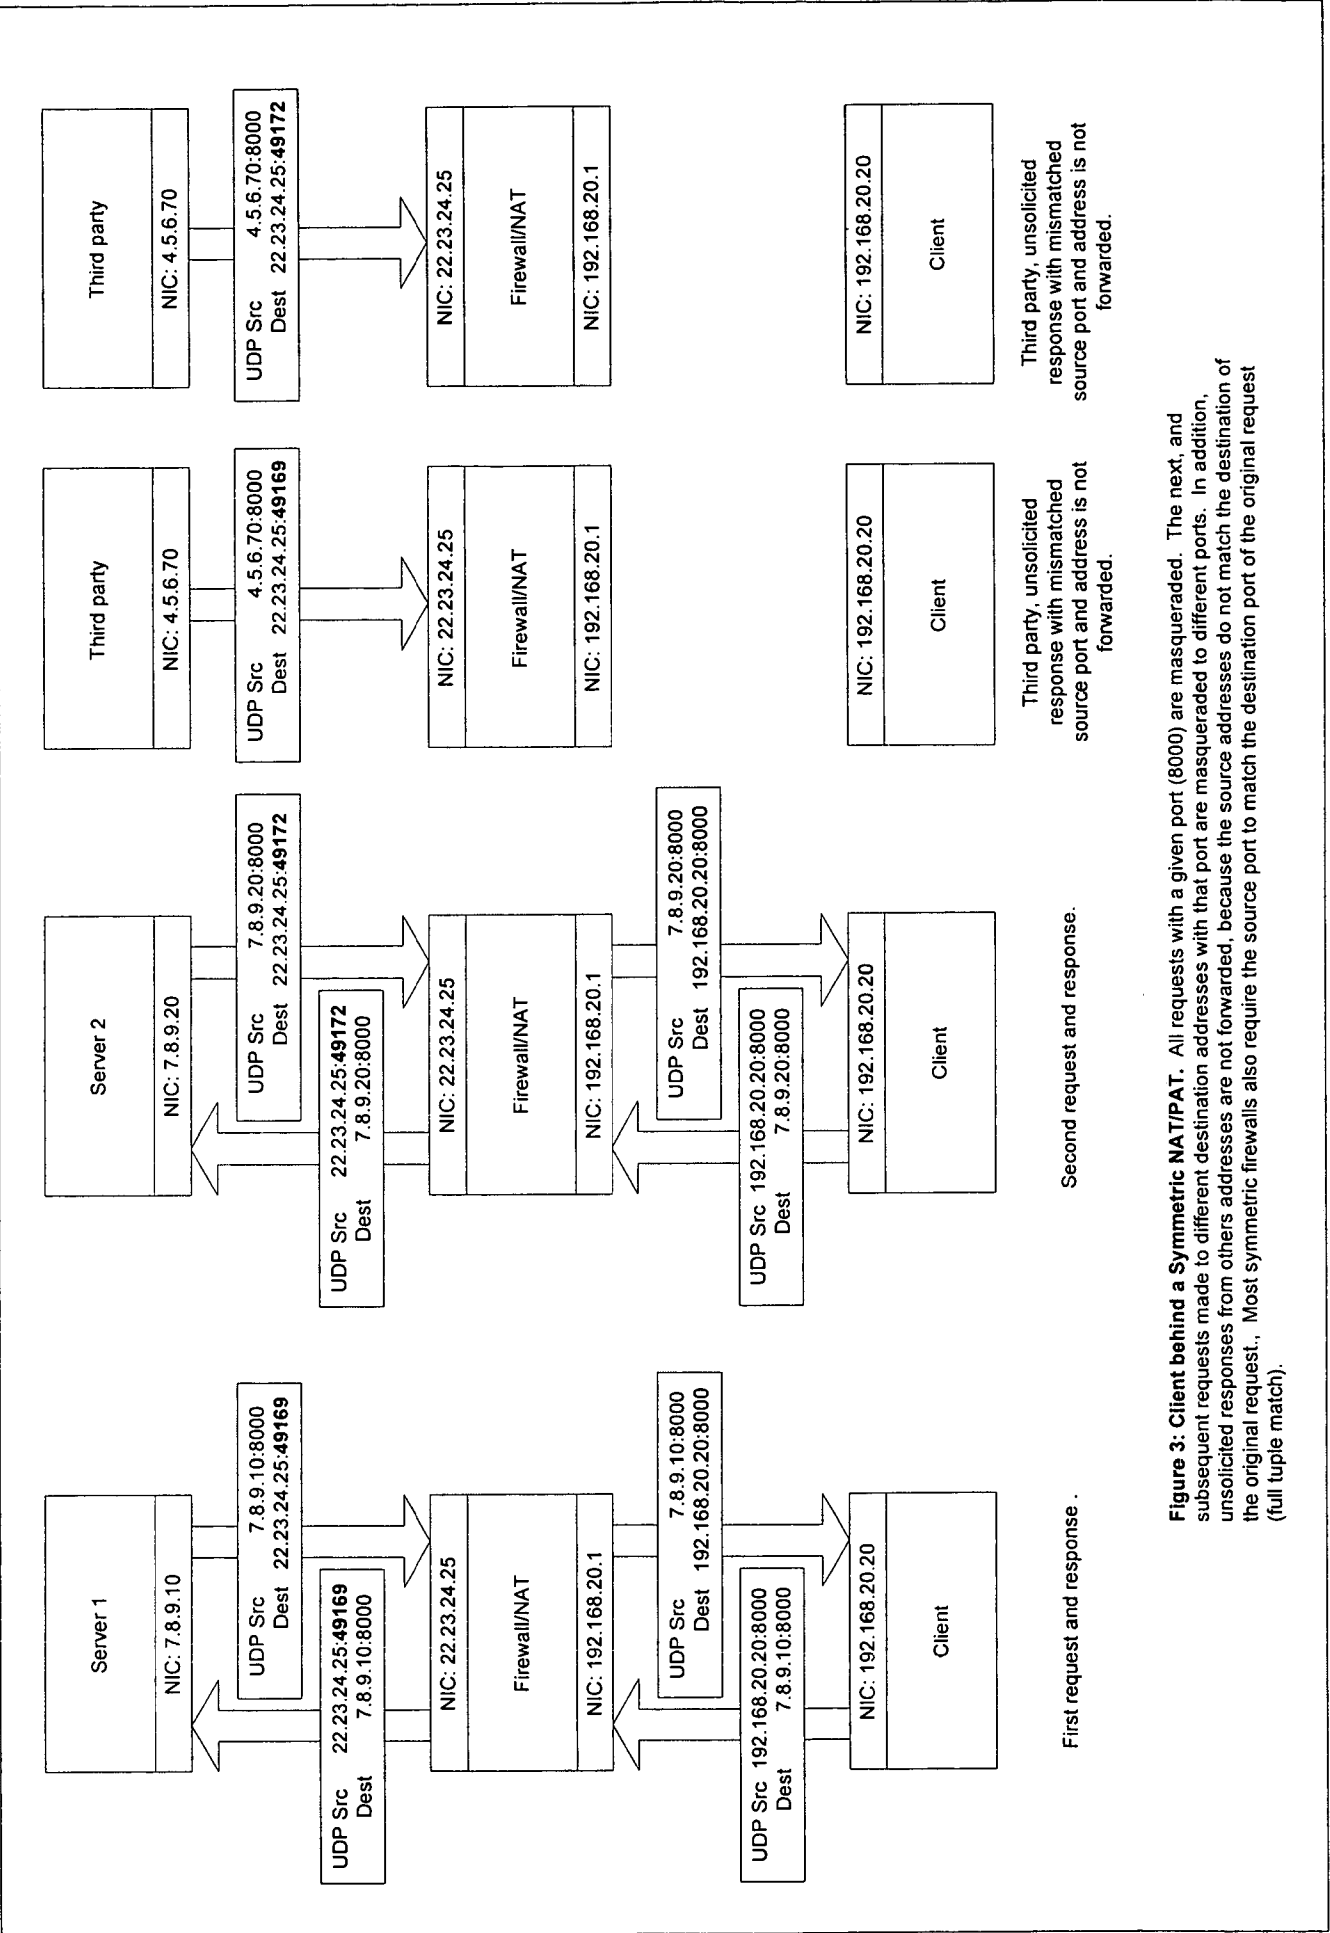 Server 1
NIC: 7.8.9.10
UDP Src 7.8.9.10:8000
Dest 22.23.24.25:49169
UDP Src 22.23.24.25:49169
Dest 7.8.9.10:8000
NIC: 22.23.24.25
Firewall/NAT
NIC: 192.168.20.1
UDP Src 7.8.9.10:8000
Dest 192.168.20.20:8000
UDP Src 192.168.20.20:8000
Dest 7.8.9.10:8000
NIC: 192.168.20.20
Client
First request and response .
Server 2
NIC: 7.8.9.20
UDP Src 7.8.9.20:8000
Dest 22.23.24.25:49172
UDP Src 22.23.24.25:49172
Dest 7.8.9.20:8000
NIC: 22.23.24.25
Firewall/NAT
NIC: 192.168.20.1
UDP Src 7.8.9.20:8000
Dest 192.168.20.20:8000
UDP Src 192.168.20.20:8000
Dest 7.8.9.20:8000
NIC: 192.168.20.20
Client
Second request and response.
Third party
NIC: 4.5.6.70
UDP Src 4.5.6.70:8000
Dest 22.23.24.25:49169
NIC: 22.23.24.25
Firewall/NAT
NIC: 192.168.20.1
NIC: 192.168.20.20
Client
Third party, unsolicited
response with mismatched
source port and address is not
forwarded.
Third party
NIC: 4.5.6.70
UDP Src 4.5.6.70:8000
Dest 22.23.24.25:49172
NIC: 22.23.24.25
Firewall/NAT
NIC: 192.168.20.1
NIC: 192.168.20.20
Client
Third party, unsolicited
response with mismatched
source port and address is not
forwarded.
Figure 3: Client behind a Symmetric NAT/PAT. All requests with a given port (8000) are masqueraded. The next, and
subsequent requests made to different destination addresses with that port are masqueraded to different ports. In addition,
unsolicited responses from others addresses are not forwarded, because the source addresses do not match the destination of
the original request., Most symmetric firewalls also require the source port to match the destination port of the original request
(full tuple match).